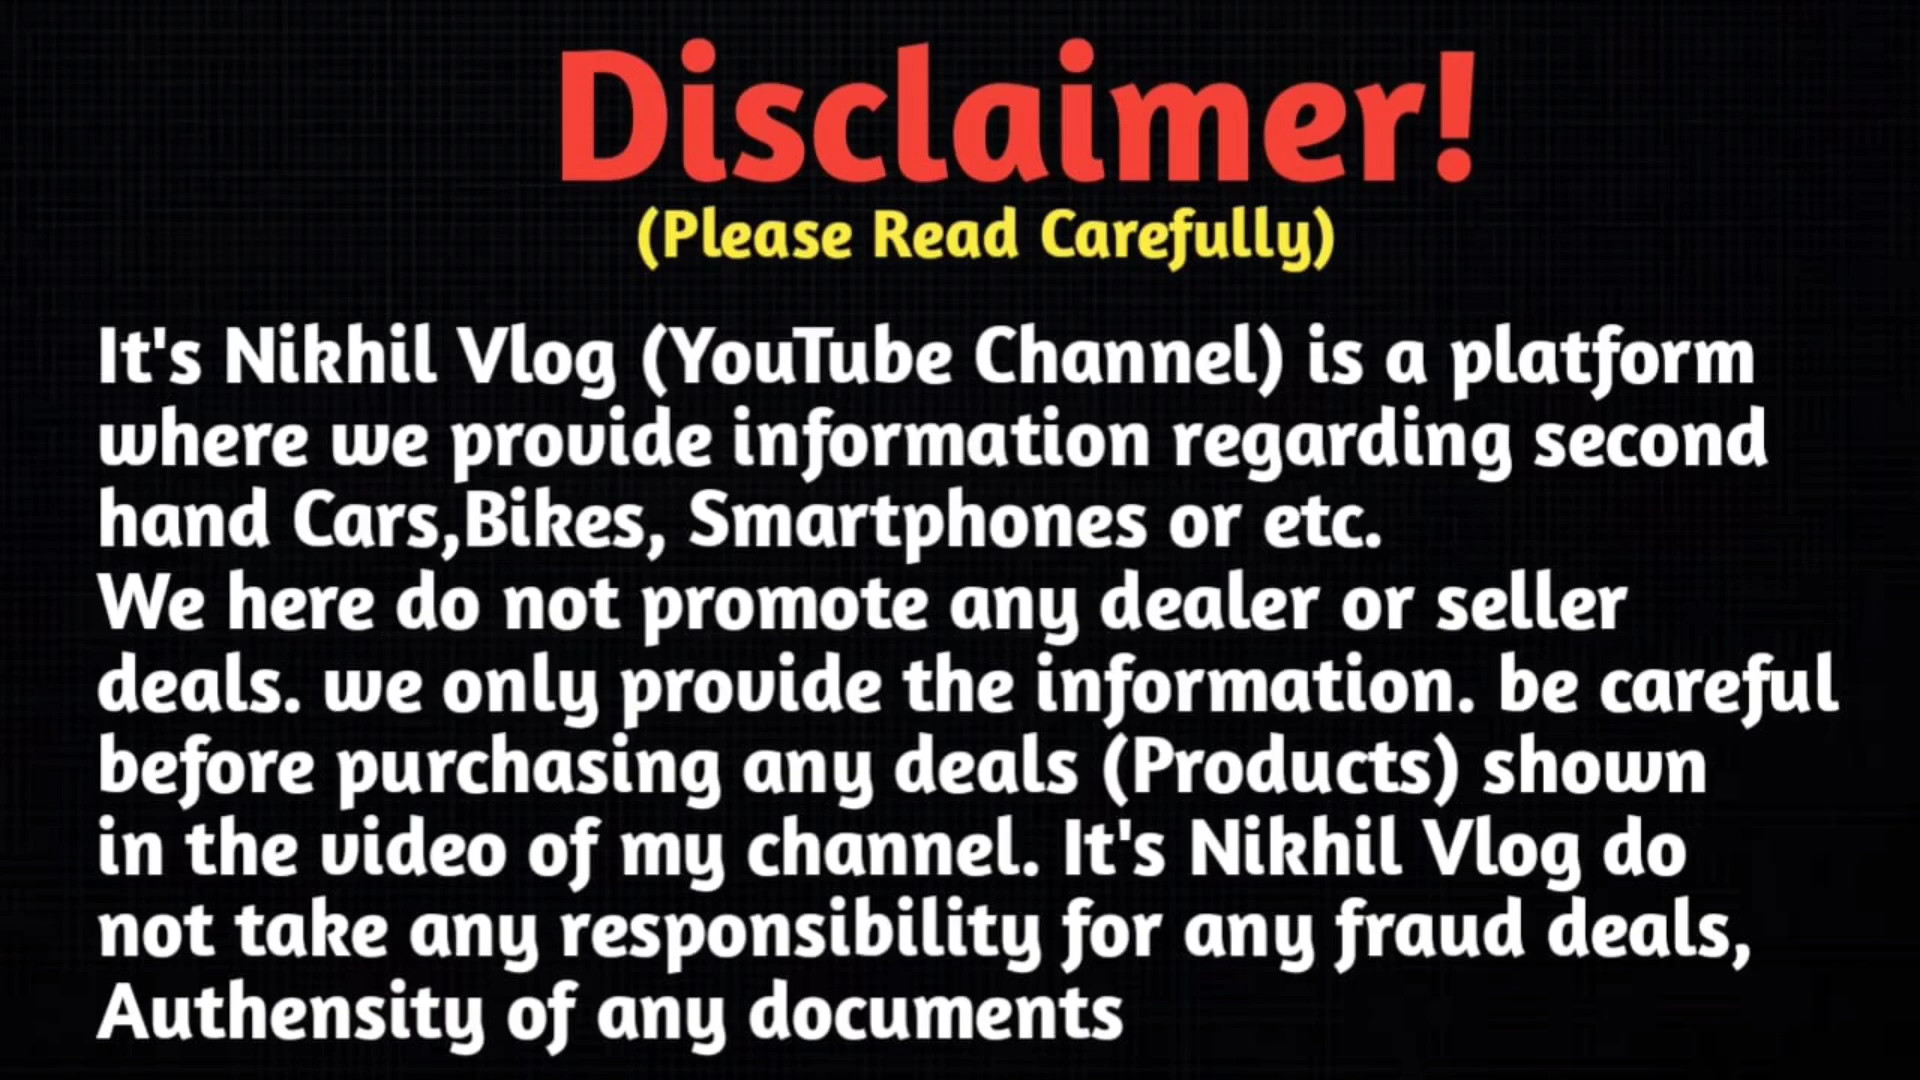 Disclaimer!
(Please Read Carefully)
It's Nikhil Vlog (YouTube Channel) is a platform
where we provide information regarding second
hand Cars,Bikes, Smartphones or etc.
We here do not promote any dealer or seller
deals. we only provide the information. be careful
before purchasing any deals (Products) shown
in the video of my channel. It's Nikhil Vlog do
not take any responsibility for any fraud deals,
Authensity of any documents